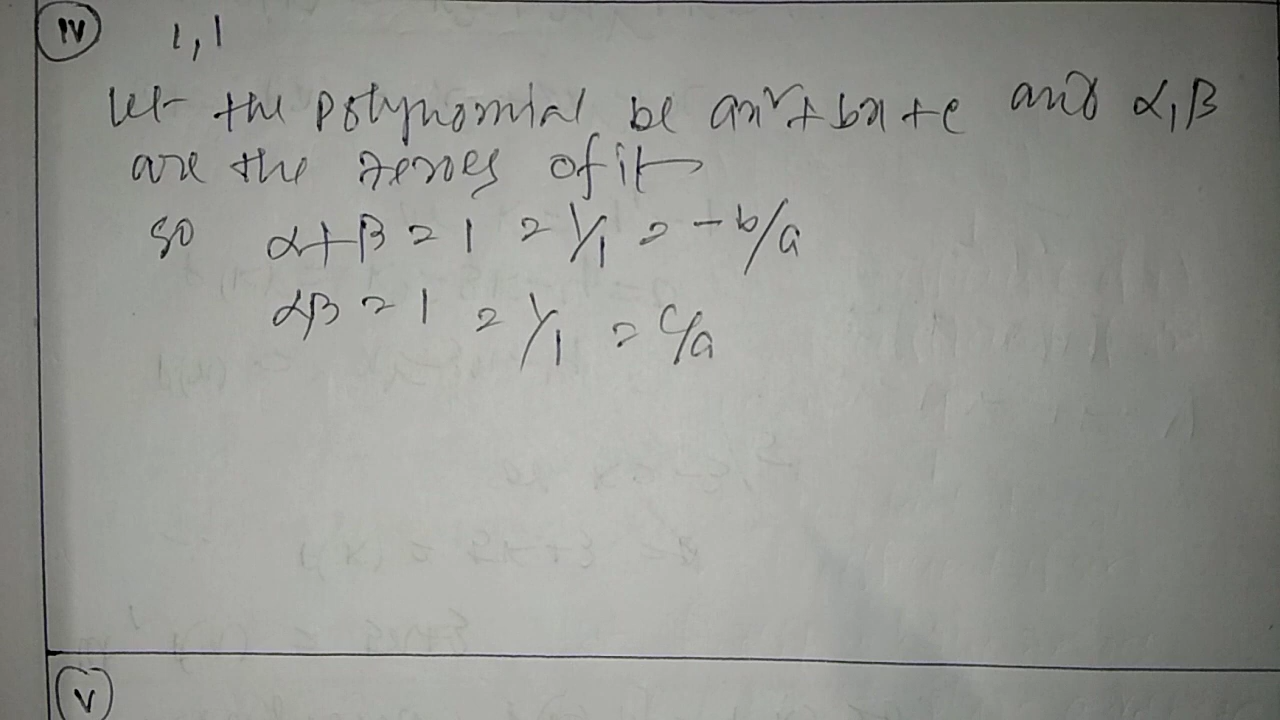 IV 1,1
let the polynomial be ax²+bx+c and α,β
are the zeroes of it
so α+β = 1 = 1/1 = -b/a
αβ = 1 = 1/1 = c/a
V